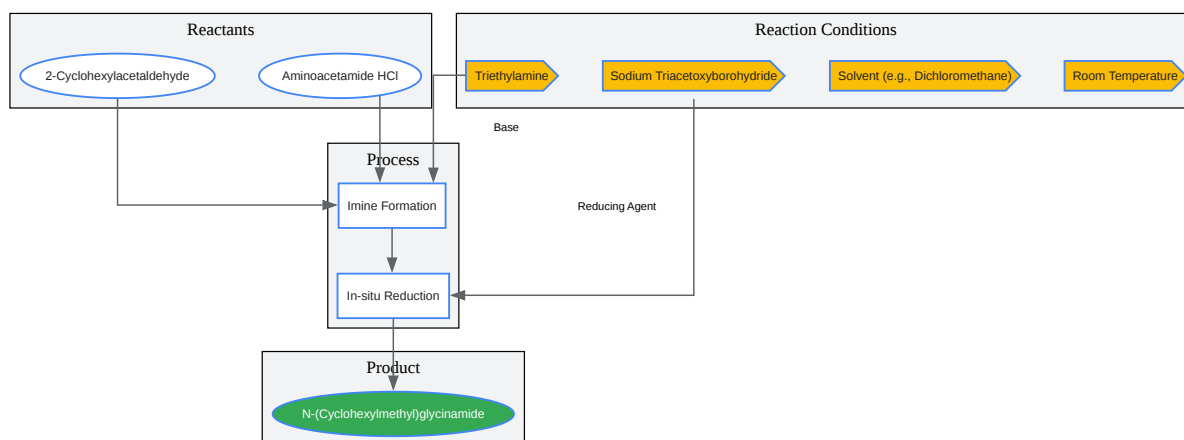 Reactants
Reaction Conditions
2-Cyclohexylacetaldehyde
Aminoacetamide HCl
Triethylamine
Sodium Triacetoxyborohydride
Solvent (e.g., Dichloromethane)
Room Temperature
Base
Process
Imine Formation
Reducing Agent
In-situ Reduction
Product
N-(Cyclohexylmethyl)glycinamide